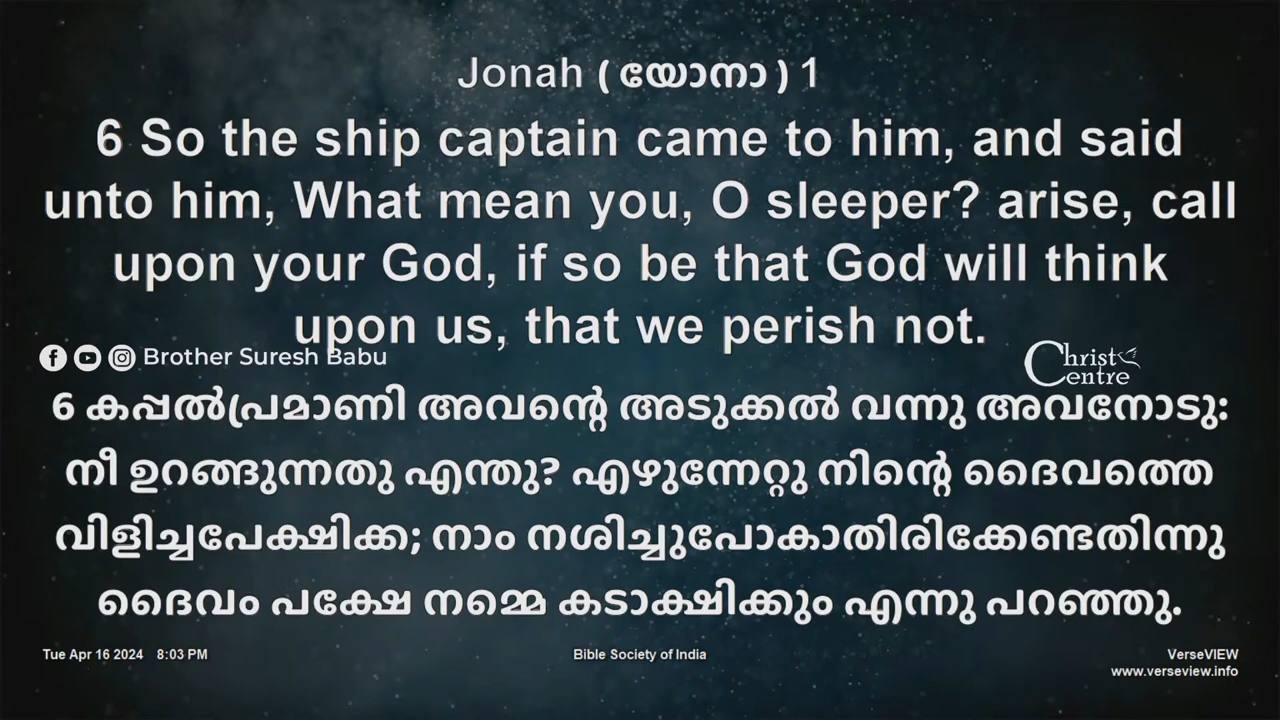 Jonah ( യോനാ ) 1
6 So the ship captain came to him, and said
unto him, What mean you, O sleeper? arise, call
upon your God, if so be that God will think
upon us, that we perish not.
Brother Suresh Babu
Christ
Centre
6 കപ്പൽപ്രമാണി അവന്റെ അടുക്കൽ വന്നു അവനോടു:
നീ ഉറങ്ങുന്നതു എന്തു? എഴുന്നേറ്റു നിന്റെ ദൈവത്തെ
വിളിച്ചപേക്ഷിക്ക; നാം നശിച്ചുപോകാതിരിക്കേണ്ടതിന്നു
ദൈവം പക്ഷേ നമ്മെ കടാക്ഷിക്കും എന്നു പറഞ്ഞു.
Tue Apr 16 2024 8:03 PM
Bible Society of India
VerseVIEW
www.verseview.info